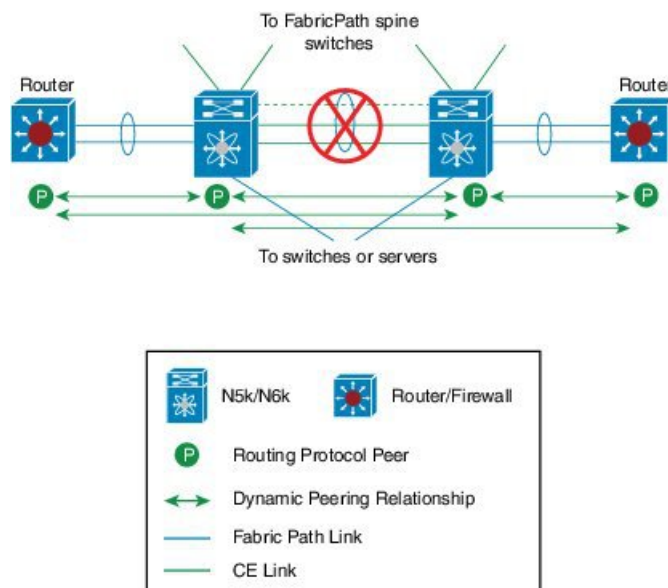 To FabricPath spine
switches
Router
Router
P
P
P
P
To switches or servers
N5k/N6k
Router/Firewall
P
Routing Protocol Peer
Dynamic Peering Relationship
Fabric Path Link
CE Link